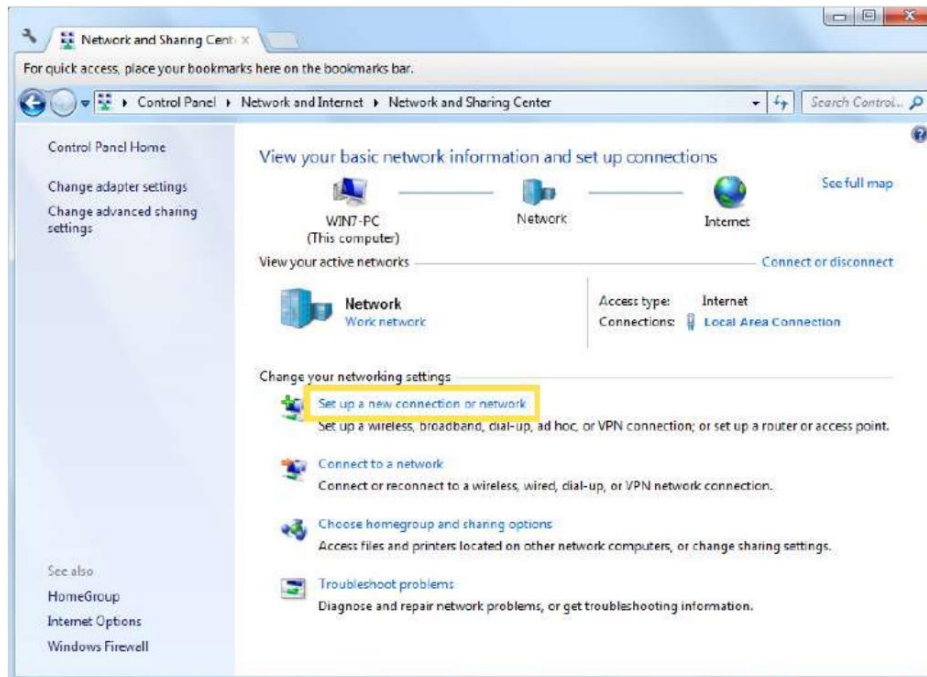 Network and Sharing Cent
For quick access, place your bookmarks here on the bookmarks bar.
Control Panel Network and Internet Network and Sharing Center
Search Control...
Control Panel Home
Change adapter settings
Change advanced sharing
settings
View your basic network information and set up connections
See full map
WIN7-PC
(This computer)
Network
Internet
View your active networks
Connect or disconnect
Network
Work network
Access type: Internet
Connections: Local Area Connection
Change your networking settings
Set up a new connection or network
Set up a wireless, broadband, dial-up, ad hoc, or VPN connection; or set up a router or access point.
Connect to a network
Connect or reconnect to a wireless, wired, dial-up, or VPN network connection.
Choose homegroup and sharing options
Access files and printers located on other network computers, or change sharing settings.
Troubleshoot problems
Diagnose and repair network problems, or get troubleshooting information.
See also
HomeGroup
Internet Options
Windows Firewall